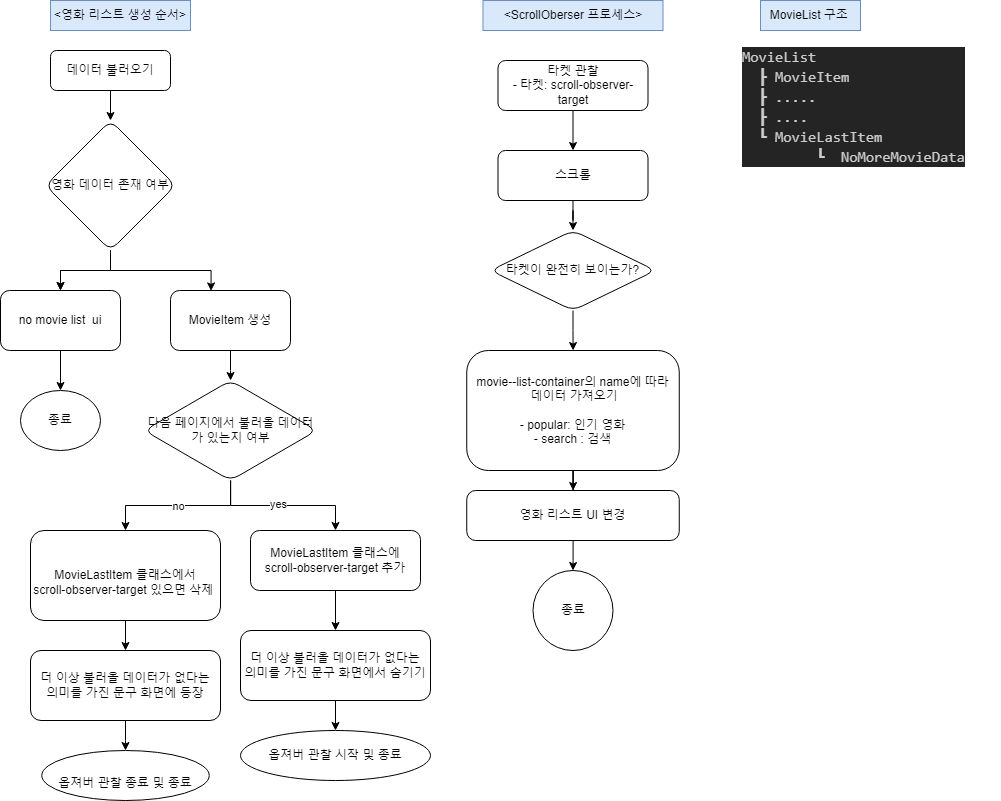 <영화 리스트 생성 순서>
데이터 불러오기
영화 데이터 존재 여부
no movie list  ui
MovieItem 생성
종료
다음 페이지에서 불러올 데이터
가 있는지 여부
no
yes
MovieLastItem 클래스에서
scroll-observer-target 있으면 삭제
MovieLastItem 클래스에
scroll-observer-target 추가
더 이상 불러올 데이터가 없다는
의미를 가진 문구 화면에 등장
더 이상 불러올 데이터가 없다는
의미를 가진 문구 화면에서 숨기기
옵져버 관찰 종료 및 종료
옵져버 관찰 시작 및 종료
<ScrollOberser 프로세스>
타켓 관찰
- 타켓: scroll-observer-
target
스크롤
타켓이 완전히 보이는가?
movie--list-container의 name에 따라
데이터 가져오기
- popular: 인기 영화
- search : 검색
영화 리스트 UI 변경
종료
MovieList 구조
MovieList
┠ MovieItem
┠ .....
┠ ....
┗ MovieLastItem
┗  NoMoreMovieData